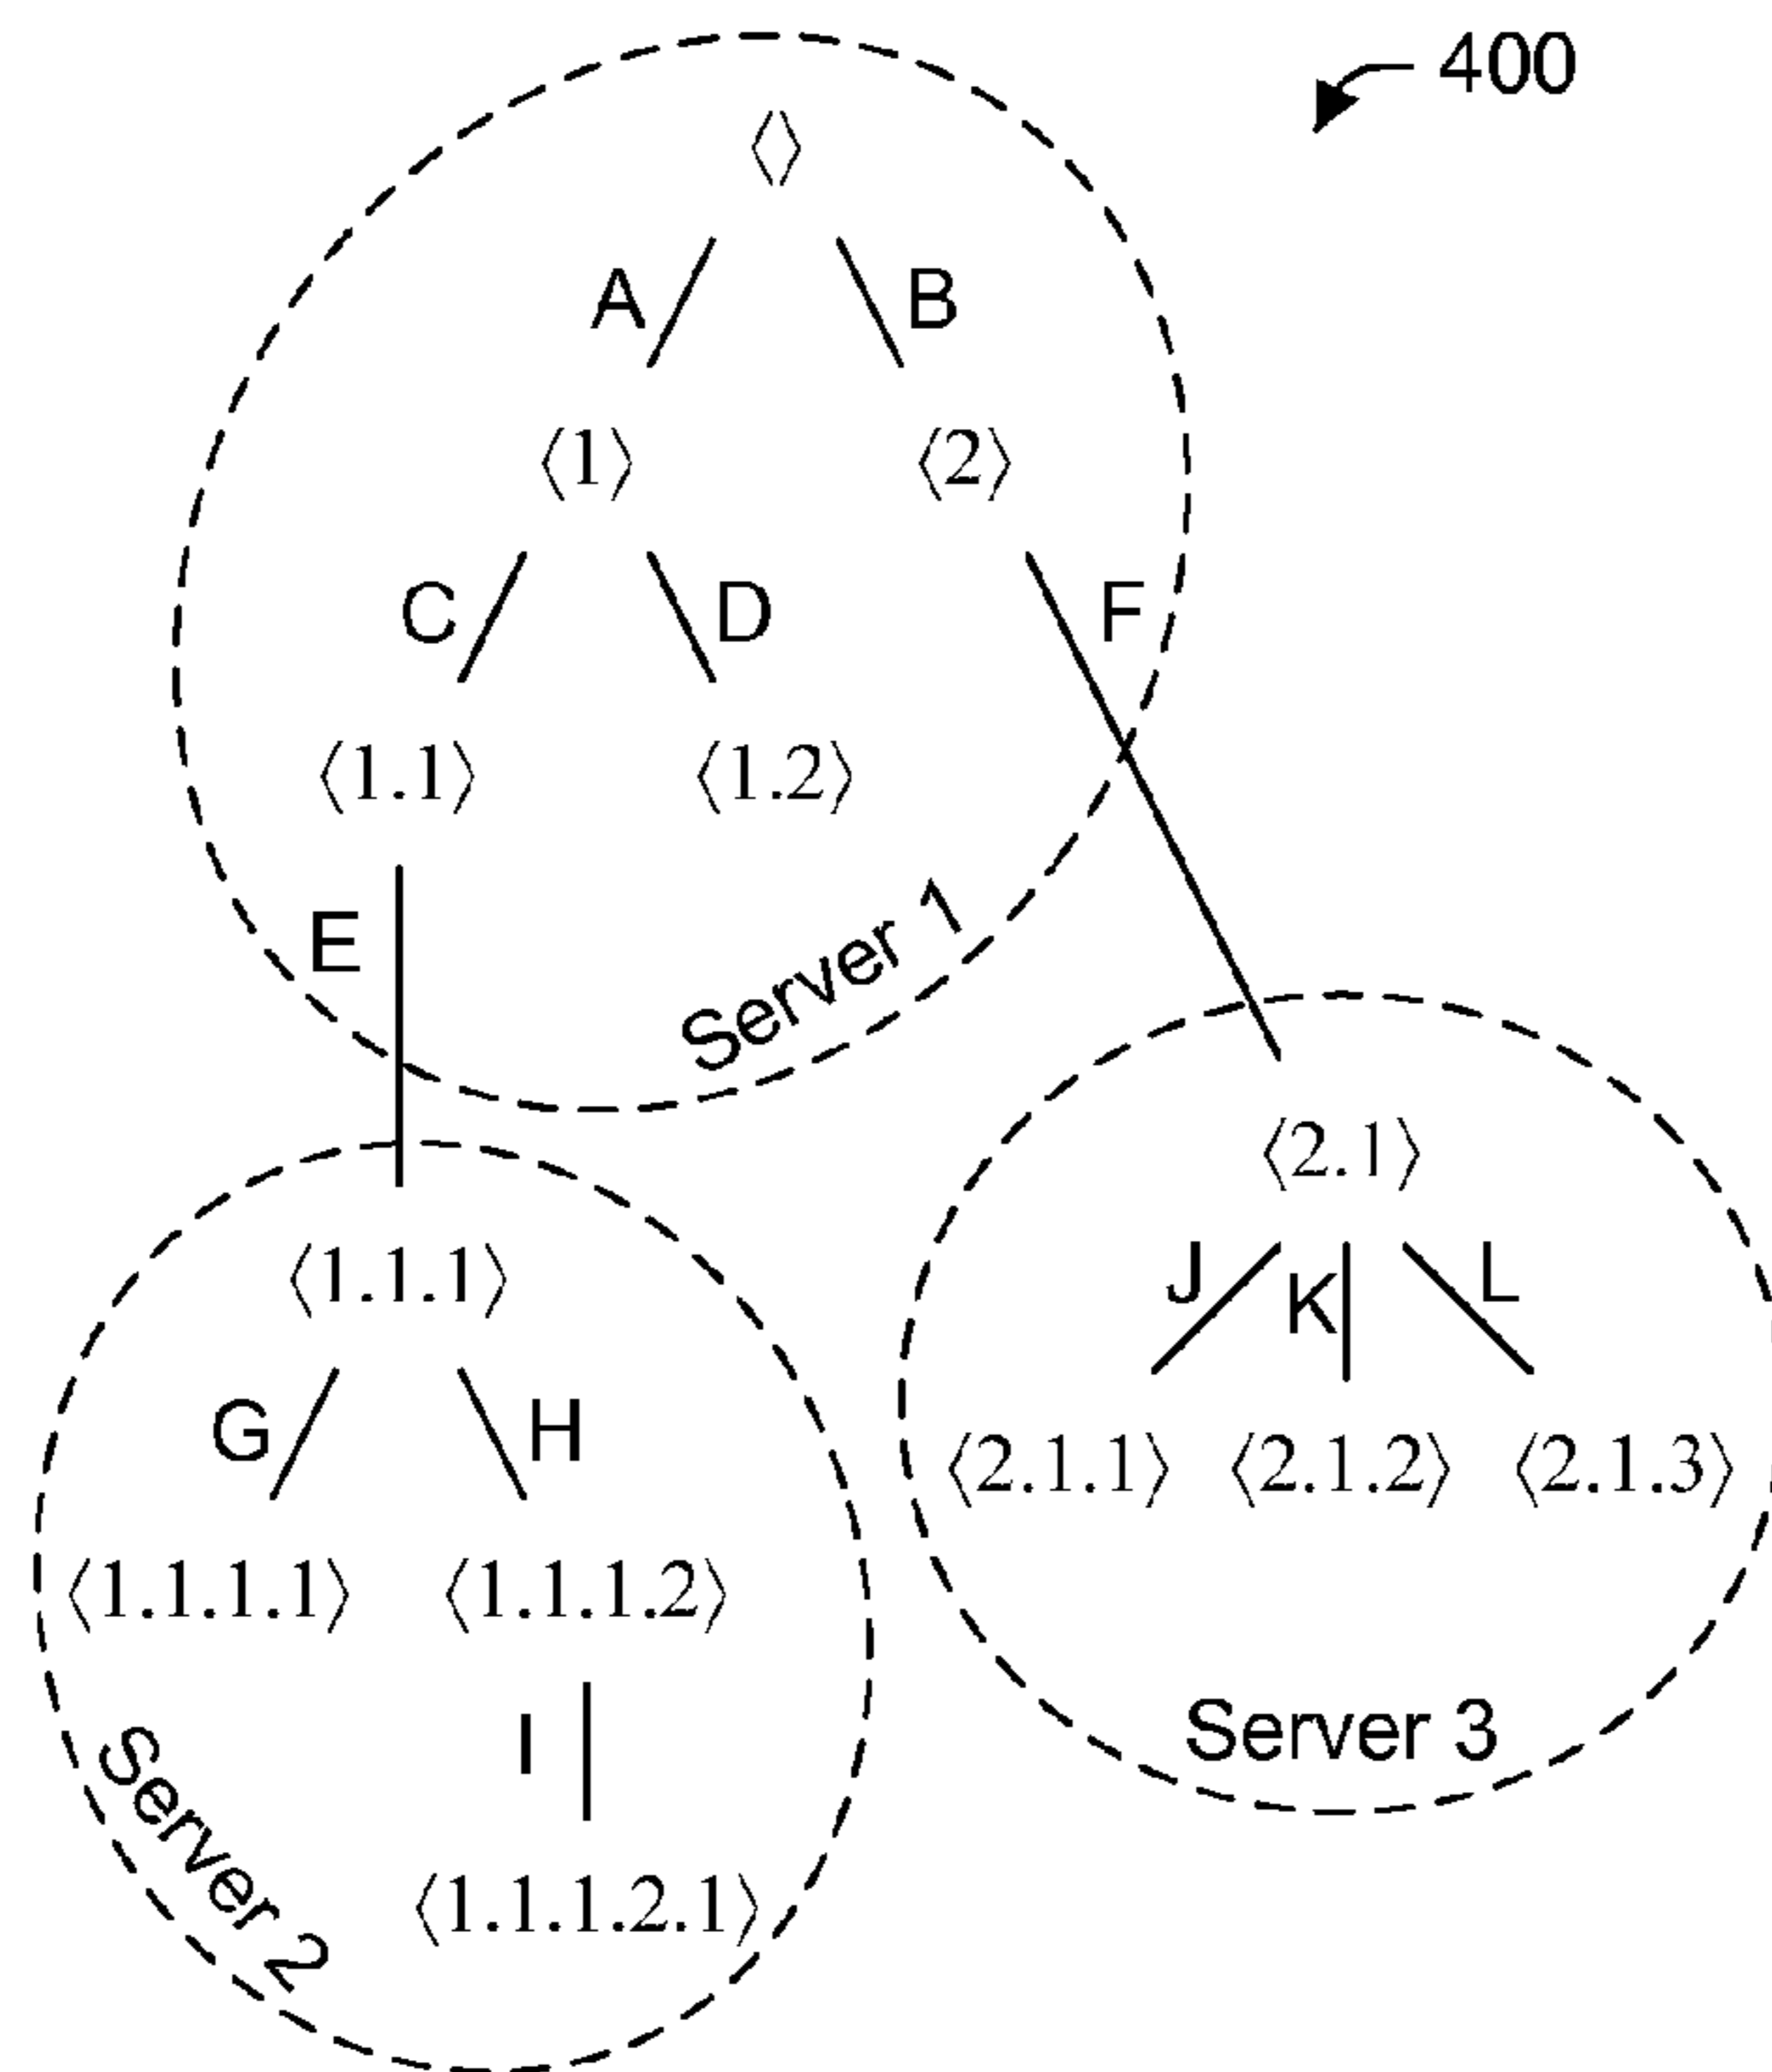 400
⟨⟩
A B
⟨1⟩ ⟨2⟩
C D F
⟨1.1⟩ ⟨1.2⟩
E
Server 1
⟨2.1⟩
⟨1.1.1⟩
J K L
G H
⟨2.1.1⟩ ⟨2.1.2⟩ ⟨2.1.3⟩
⟨1.1.1.1⟩ ⟨1.1.1.2⟩
Server 3
I
Server 2
⟨1.1.1.2.1⟩